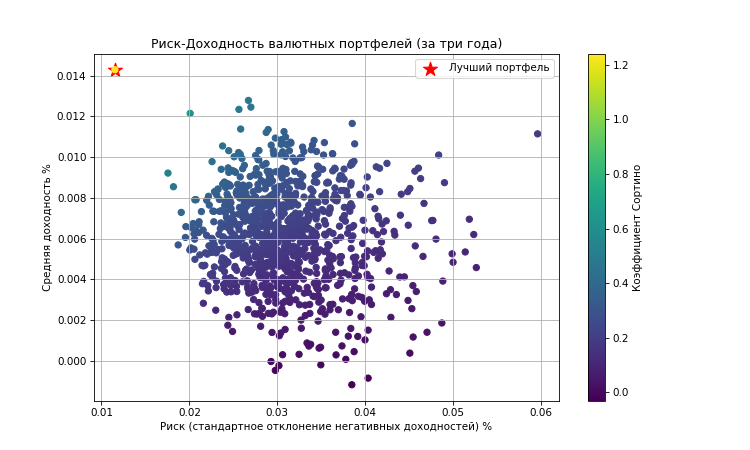 Риск-Доходность валютных портфелей (за три года)
Лучший портфель
Средняя доходность %
0.014
0.012
0.010
0.008
0.006
0.004
0.002
0.000
0.01 0.02 0.03 0.04 0.05 0.06
Риск (стандартное отклонение негативных доходностей) %
1.2
1.0
0.8
0.6
0.4
0.2
0.0
Коэффициент Сортино